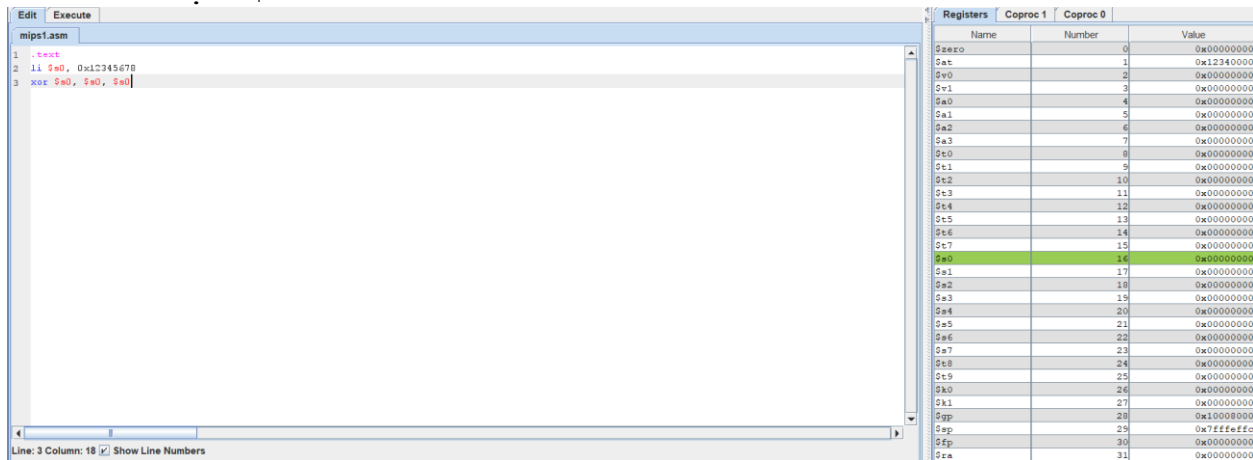 Edit Execute
mips1.asm
1 .text
2 li $s0, 0x12345678
3 xor $s0, $s0, $s0
Line: 3 Column: 18 Show Line Numbers
Registers Coproc 1 Coproc 0
Name Number Value
$zero 0 0x00000000
$at 1 0x12340000
$v0 2 0x00000000
$v1 3 0x00000000
$a0 4 0x00000000
$a1 5 0x00000000
$a2 6 0x00000000
$a3 7 0x00000000
$t0 8 0x00000000
$t1 9 0x00000000
$t2 10 0x00000000
$t3 11 0x00000000
$t4 12 0x00000000
$t5 13 0x00000000
$t6 14 0x00000000
$t7 15 0x00000000
$s0 16 0x00000000
$s1 17 0x00000000
$s2 18 0x00000000
$s3 19 0x00000000
$s4 20 0x00000000
$s5 21 0x00000000
$s6 22 0x00000000
$s7 23 0x00000000
$t8 24 0x00000000
$t9 25 0x00000000
$k0 26 0x00000000
$k1 27 0x00000000
$gp 28 0x10008000
$sp 29 0x7fffeffc
$fp 30 0x00000000
$ra 31 0x00000000